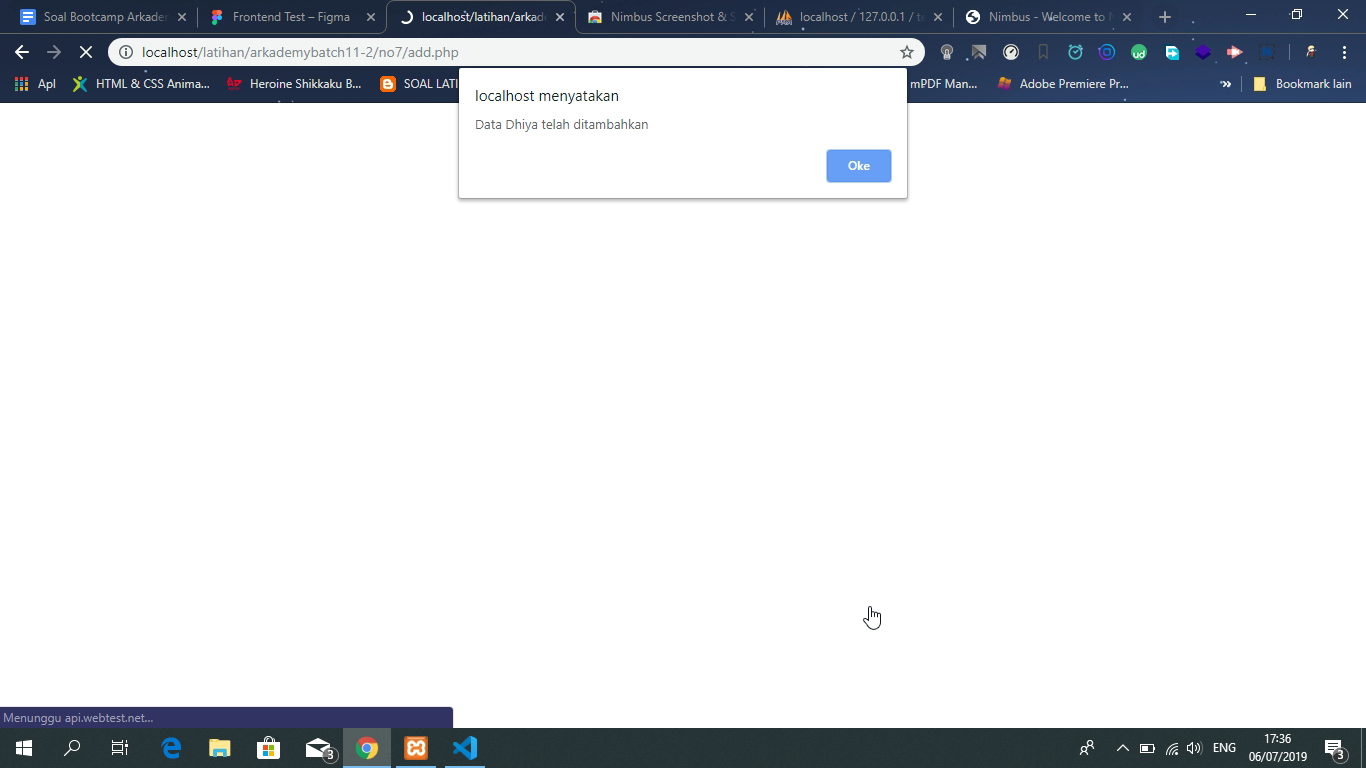 Soal Bootcamp Arkade
Frontend Test – Figma
localhost/latihan/arkade
Nimbus Screenshot & S
localhost / 127.0.0.1 / te
Nimbus - Welcome to N
localhost/latihan/arkademybatch11-2/no7/add.php
Apl
HTML & CSS Anima...
Heroine Shikkaku B...
SOAL LATI
mPDF Man...
Adobe Premiere Pr...
»
Bookmark lain
localhost menyatakan
Data Dhiya telah ditambahkan
Oke
Menunggu api.webtest.net...
3
ENG
17:36
06/07/2019
3